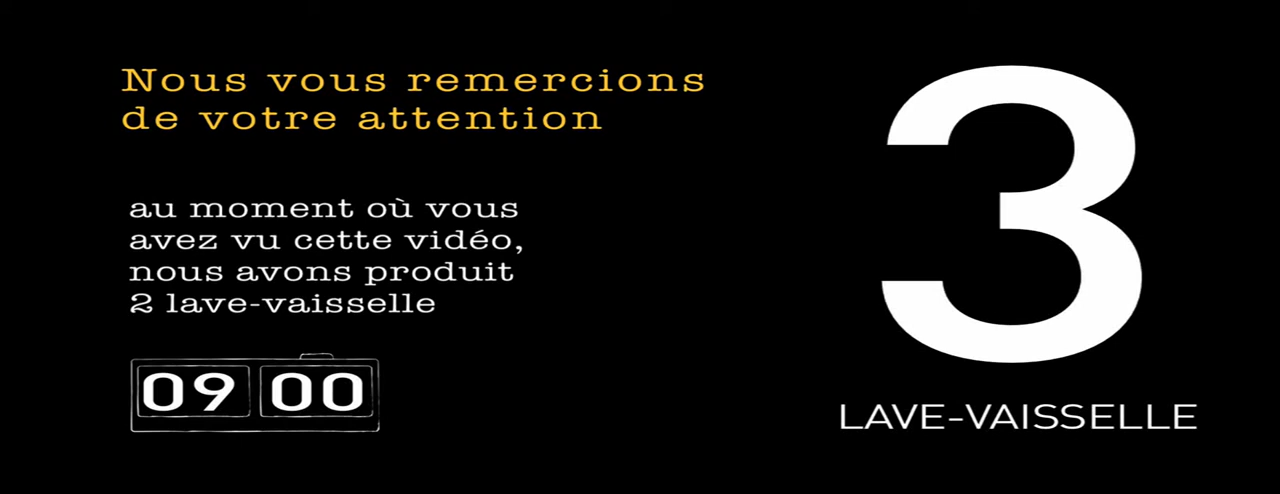 Nous vous remercions
de votre attention
au moment où vous
avez vu cette vidéo,
nous avons produit
2 lave-vaisselle
09 00
3
LAVE-VAISSELLE